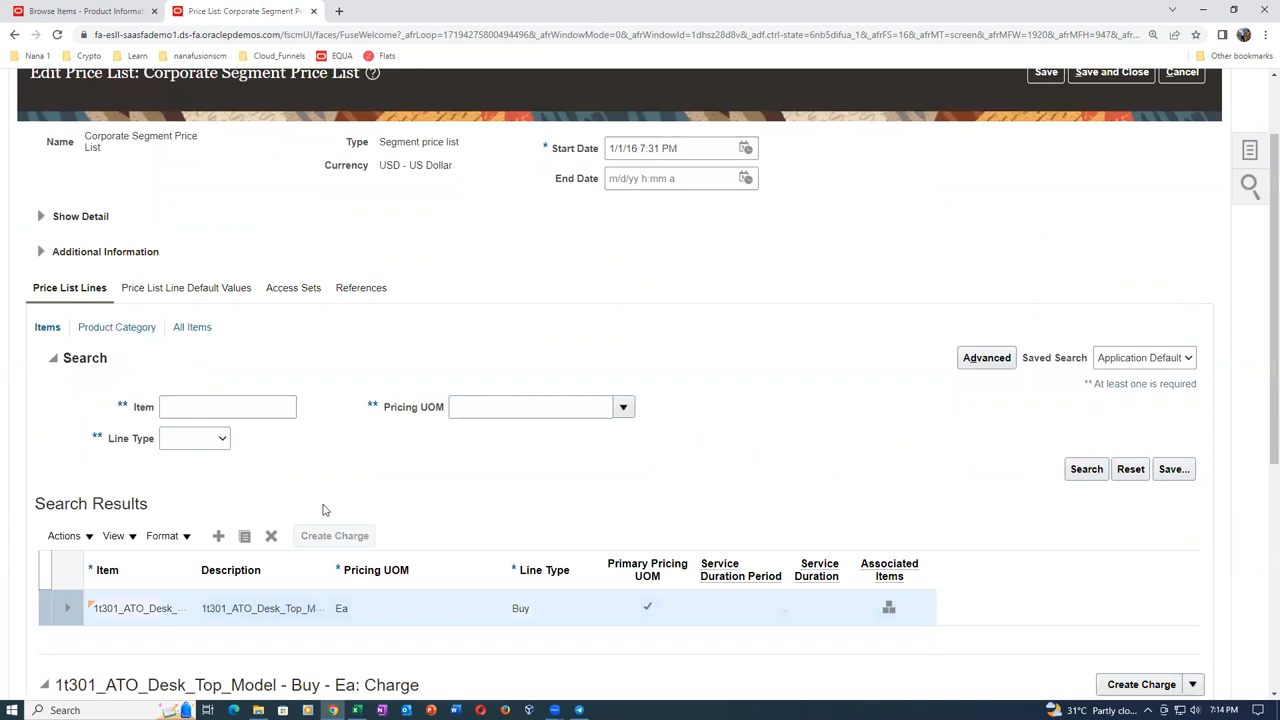 Browse Items - Product Informat
Price List: Corporate Segment Pr
fa-esll-saasfademo1.ds-fa.oraclepdemos.com/fscmUI/faces/FuseWelcome?_afrLoop=171942758004494696&_afrWindowMode=0&_afrWindowId=1dhsz28d8v&_adf.ctrl-state=6nb5difua_1&_afrFS=16&_afrMT=screen&_afrMFW=1920&_afrMFH=947&_a...
Nana 1
Crypto
Learn
nanafusionscm
Cloud_Funnels
EQUA
Flats
Other bookmarks
Edit Price List: Corporate Segment Price List
Save
Save and Close
Cancel
Name Corporate Segment Price List
Type Segment price list
Currency USD - US Dollar
* Start Date 1/1/16 7:31 PM
End Date m/d/yy h:mm a
Show Detail
Additional Information
Price List Lines Price List Line Default Values Access Sets References
Items Product Category All Items
Search
Advanced Saved Search Application Default
** At least one is required
** Item
** Pricing UOM
** Line Type
Search Reset Save...
Search Results
Actions View Format Create Charge
* Item Description * Pricing UOM * Line Type Primary Pricing UOM Service Duration Period Service Duration Associated Items
1t301_ATO_Desk_... 1t301_ATO_Desk_Top_M... Ea Buy
1t301_ATO_Desk_Top_Model - Buy - Ea: Charge
Create Charge
Search
31°C Partly clo...
7:14 PM